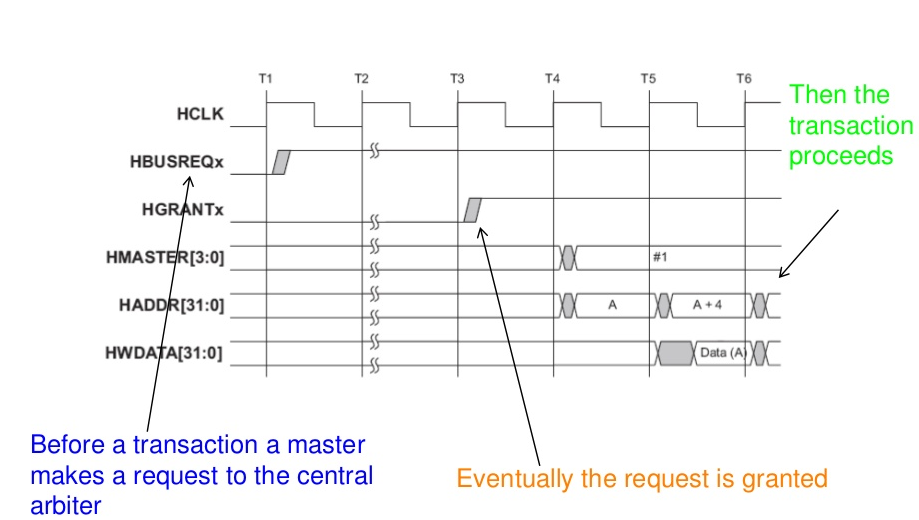 T1 T2 T3 T4 T5 T6
HCLK
Then the
transaction
proceeds
HBUSREQx
HGRANTx
HMASTER[3:0] #1
HADDR[31:0] A A + 4
HWDATA[31:0] Data (A)
Before a transaction a master
makes a request to the central
arbiter
Eventually the request is granted